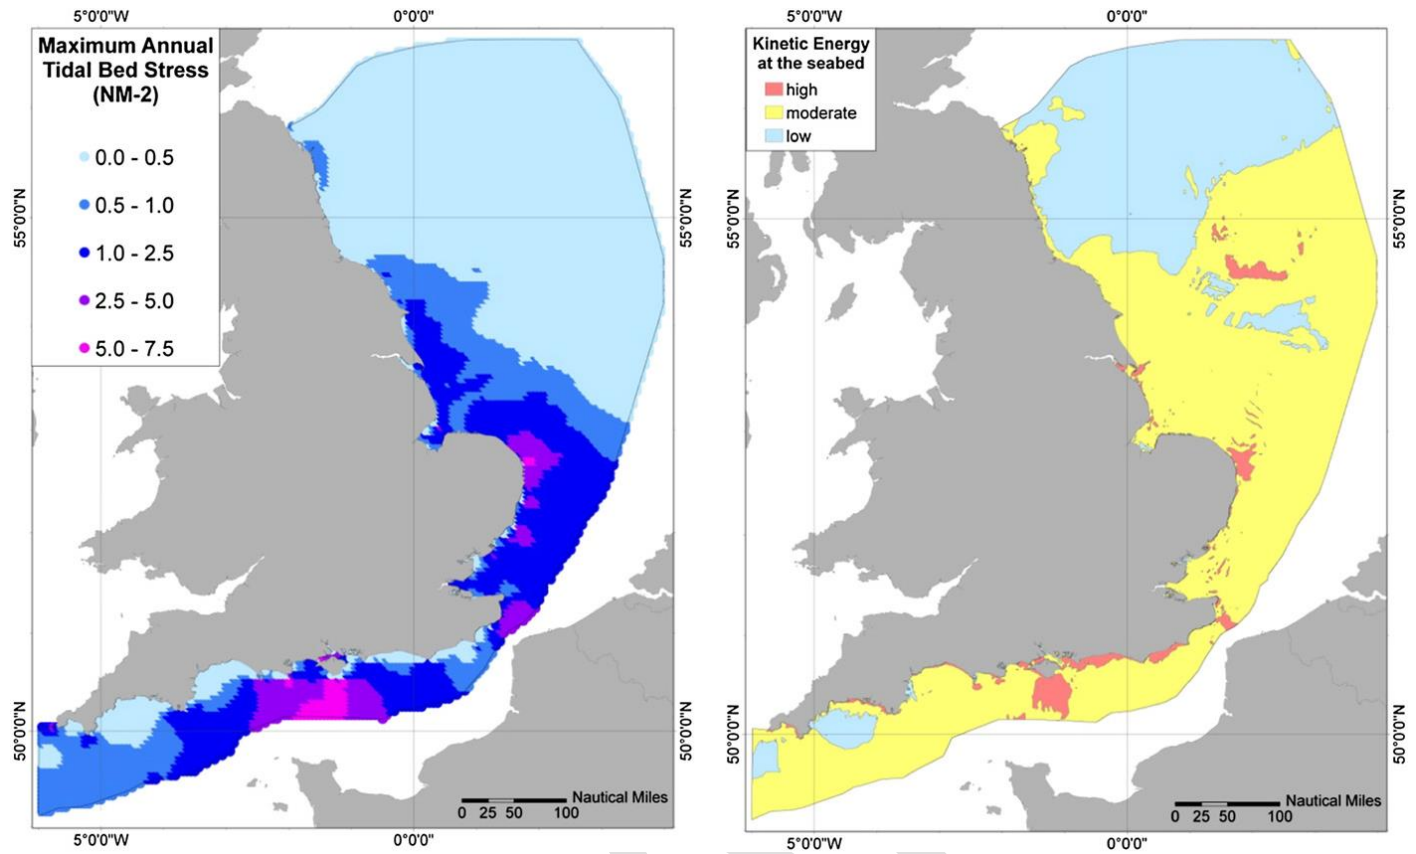 5°0'0"W
0°0'0"
Maximum Annual
Tidal Bed Stress
(NM-2)
0.0 - 0.5
0.5 - 1.0
1.0 - 2.5
2.5 - 5.0
5.0 - 7.5
55°0'0"N
55°0'0"N
50°0'0"N
Nautical Miles
0 25 50 100
5°0'0"W
0°0'0"
5°0'0"W
0°0'0"
Kinetic Energy
at the seabed
high
moderate
low
55°0'0"N
55°0'0"N
50°0'0"N
50°0'0"N
Nautical Miles
0 25 50 100
5°0'0"W
0°0'0"